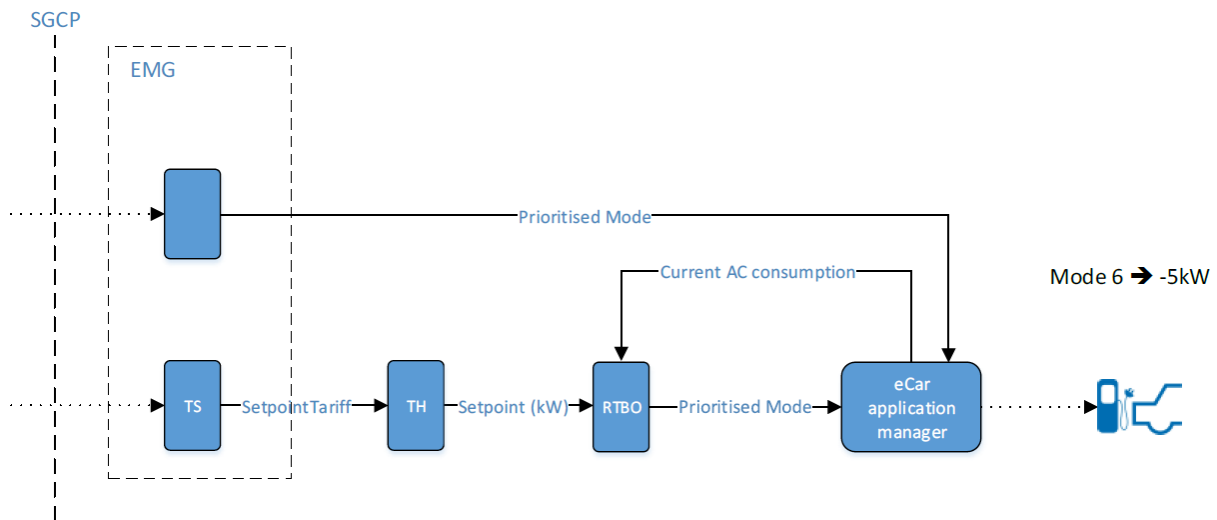 SGCP
EMG
Prioritised Mode
Current AC consumption
Mode 6 🡺 -5kW
TS
SetpointTariff
TH
Setpoint (kW)
RTBO
Prioritised Mode
eCar
application
manager